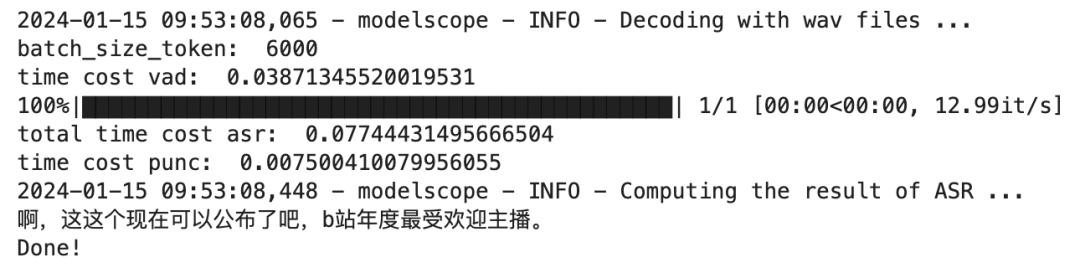 2024-01-15 09:53:08,065 - modelscope - INFO - Decoding with wav files ...
batch_size_token:  6000
time cost vad:  0.03871345520019531
100%|██████████████████████████████████████████████| 1/1 [00:00<00:00, 12.99it/s]
total time cost asr:  0.07744431495666504
time cost punc:  0.007500410079956055
2024-01-15 09:53:08,448 - modelscope - INFO - Computing the result of ASR ...
啊，这这个现在可以公布了吧，b站年度最受欢迎主播。
Done!